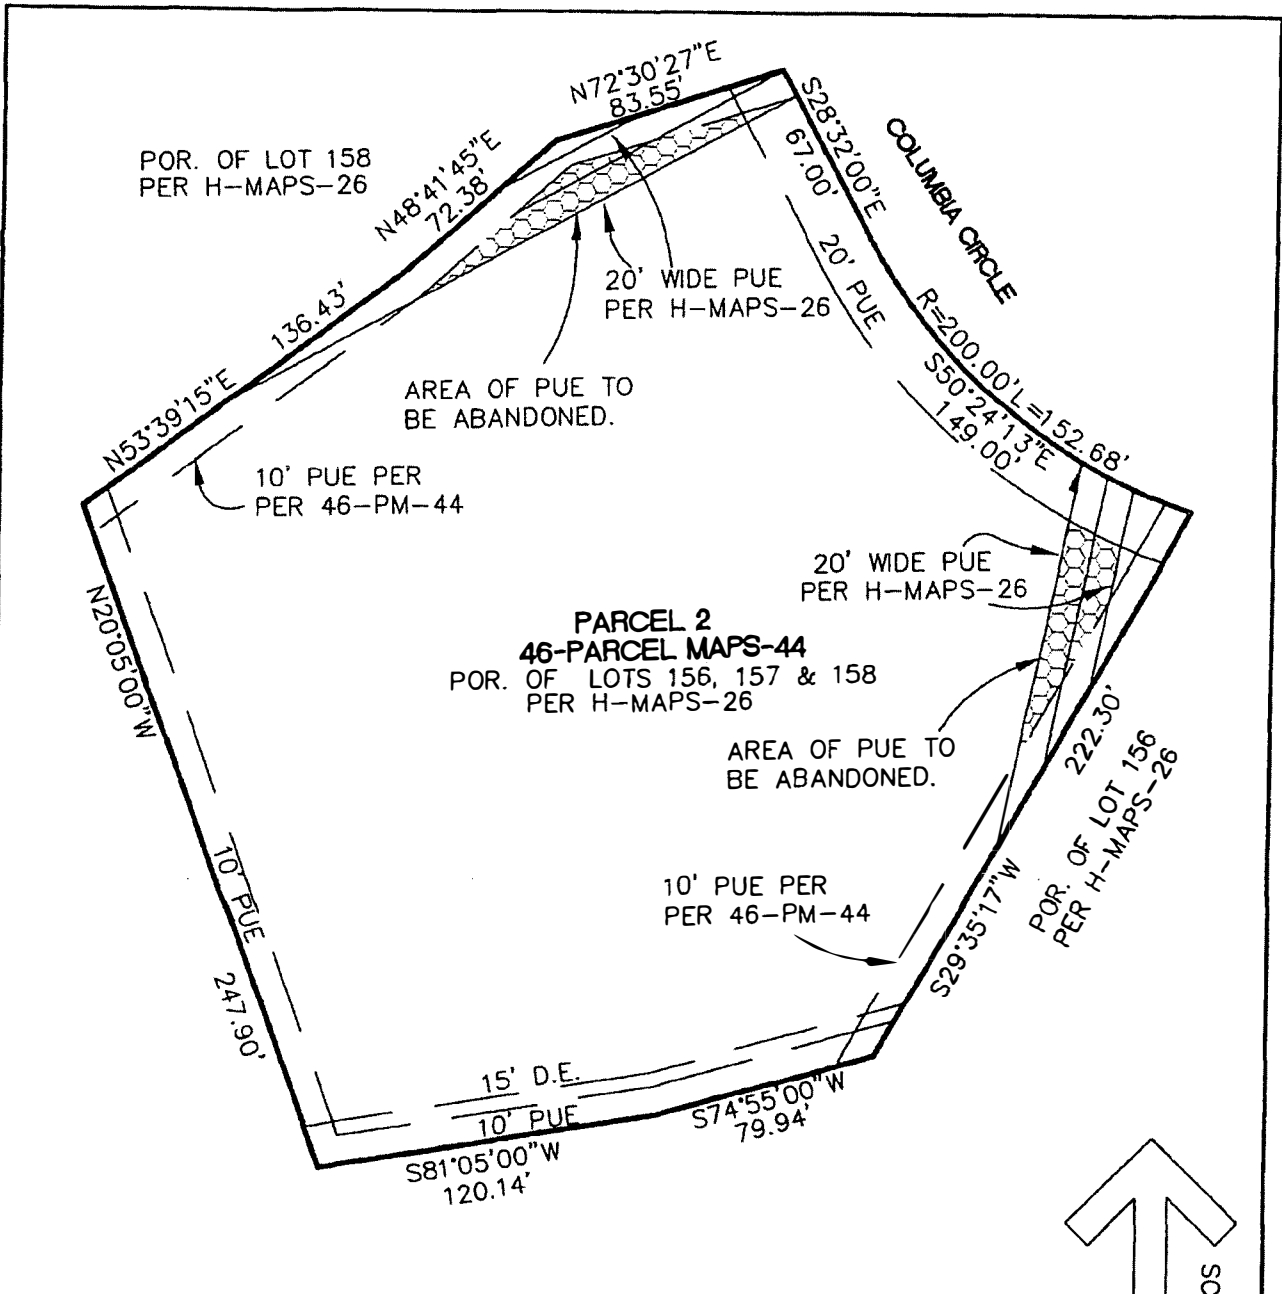 N72°30'27"E
83.55'
POR. OF LOT 158
PER H-MAPS-26
N48°41'45"E
72.38'
S28°32'00"E
67.00'
COLUMBIA CIRCLE
20' PUE
20' WIDE PUE
PER H-MAPS-26
136.43'
N53°39'15"E
AREA OF PUE TO
BE ABANDONED.
R=200.00'L=152.68'
S50°24'13"E
149.00'
10' PUE PER
PER 46-PM-44
20' WIDE PUE
PER H-MAPS-26
N20°05'00"W
PARCEL 2
46-PARCEL MAPS-44
POR. OF LOTS 156, 157 & 158
PER H-MAPS-26
AREA OF PUE TO
BE ABANDONED.
222.30'
POR. OF LOT 156
PER H-MAPS-26
10' PUE
10' PUE PER
PER 46-PM-44
S29°35'17"W
247.90'
15' D.E.
10' PUE
S74°55'00"W
79.94'
S81°05'00"W
120.14'
SC